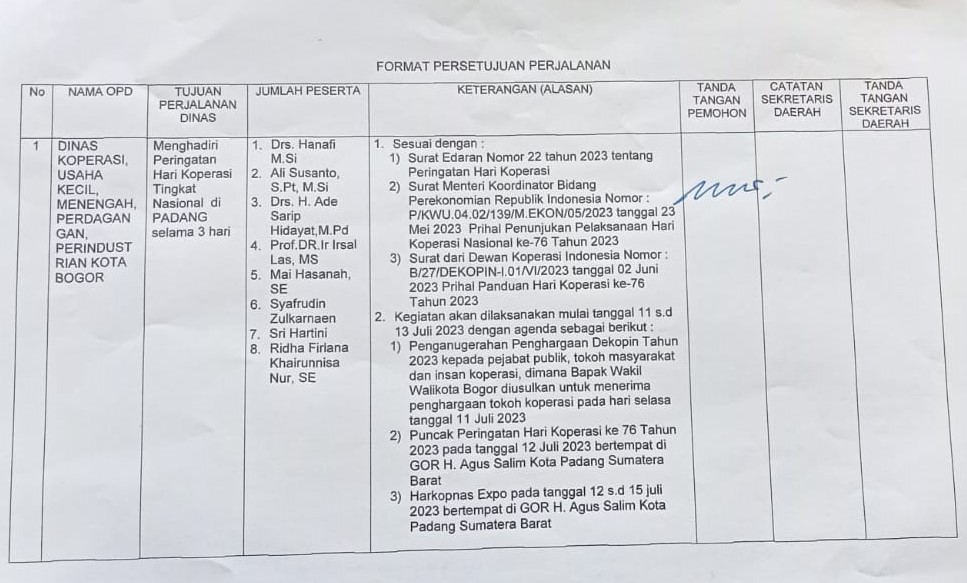 FORMAT PERSETUJUAN PERJALANAN
No
NAMA OPD
TUJUAN
PERJALANAN
DINAS
JUMLAH PESERTA
KETERANGAN (ALASAN)
TANDA
TANGAN
PEMOHON
CATATAN
SEKRETARIS
DAERAH
TANDA
TANGAN
SEKRETARIS
DAERAH
1
DINAS
KOPERASI,
USAHA
KECIL,
MENENGAH,
PERDAGAN
GAN,
PERINDUST
RIAN KOTA
BOGOR
Menghadiri
Peringatan
Hari Koperasi
Tingkat
Nasional di
PADANG
selama 3 hari
1. Drs. Hanafi
M.Si
2. Ali Susanto,
S.Pt, M.Si
3. Drs. H. Ade
Sarip
Hidayat,M.Pd
4. Prof.DR.Ir Irsal
Las, MS
5. Mai Hasanah,
SE
6. Syafrudin
Zulkarnaen
7. Sri Hartini
8. Ridha Firlana
Khairunnisa
Nur, SE
1. Sesuai dengan :
1) Surat Edaran Nomor 22 tahun 2023 tentang
Peringatan Hari Koperasi
2) Surat Menteri Koordinator Bidang
Perekonomian Republik Indonesia Nomor :
P/KWU.04.02/139/M.EKON/05/2023 tanggal 23
Mei 2023 Prihal Penunjukan Pelaksanaan Hari
Koperasi Nasional ke-76 Tahun 2023
3) Surat dari Dewan Koperasi Indonesia Nomor :
B/27/DEKOPIN-I.01/VI/2023 tanggal 02 Juni
2023 Prihal Panduan Hari Koperasi ke-76
Tahun 2023
2. Kegiatan akan dilaksanakan mulai tanggal 11 s.d
13 Juli 2023 dengan agenda sebagai berikut :
1) Penganugerahan Penghargaan Dekopin Tahun
2023 kepada pejabat publik, tokoh masyarakat
dan insan koperasi, dimana Bapak Wakil
Walikota Bogor diusulkan untuk menerima
penghargaan tokoh koperasi pada hari selasa
tanggal 11 Juli 2023
2) Puncak Peringatan Hari Koperasi ke 76 Tahun
2023 pada tanggal 12 Juli 2023 bertempat di
GOR H. Agus Salim Kota Padang Sumatera
Barat
3) Harkopnas Expo pada tanggal 12 s.d 15 juli
2023 bertempat di GOR H. Agus Salim Kota
Padang Sumatera Barat